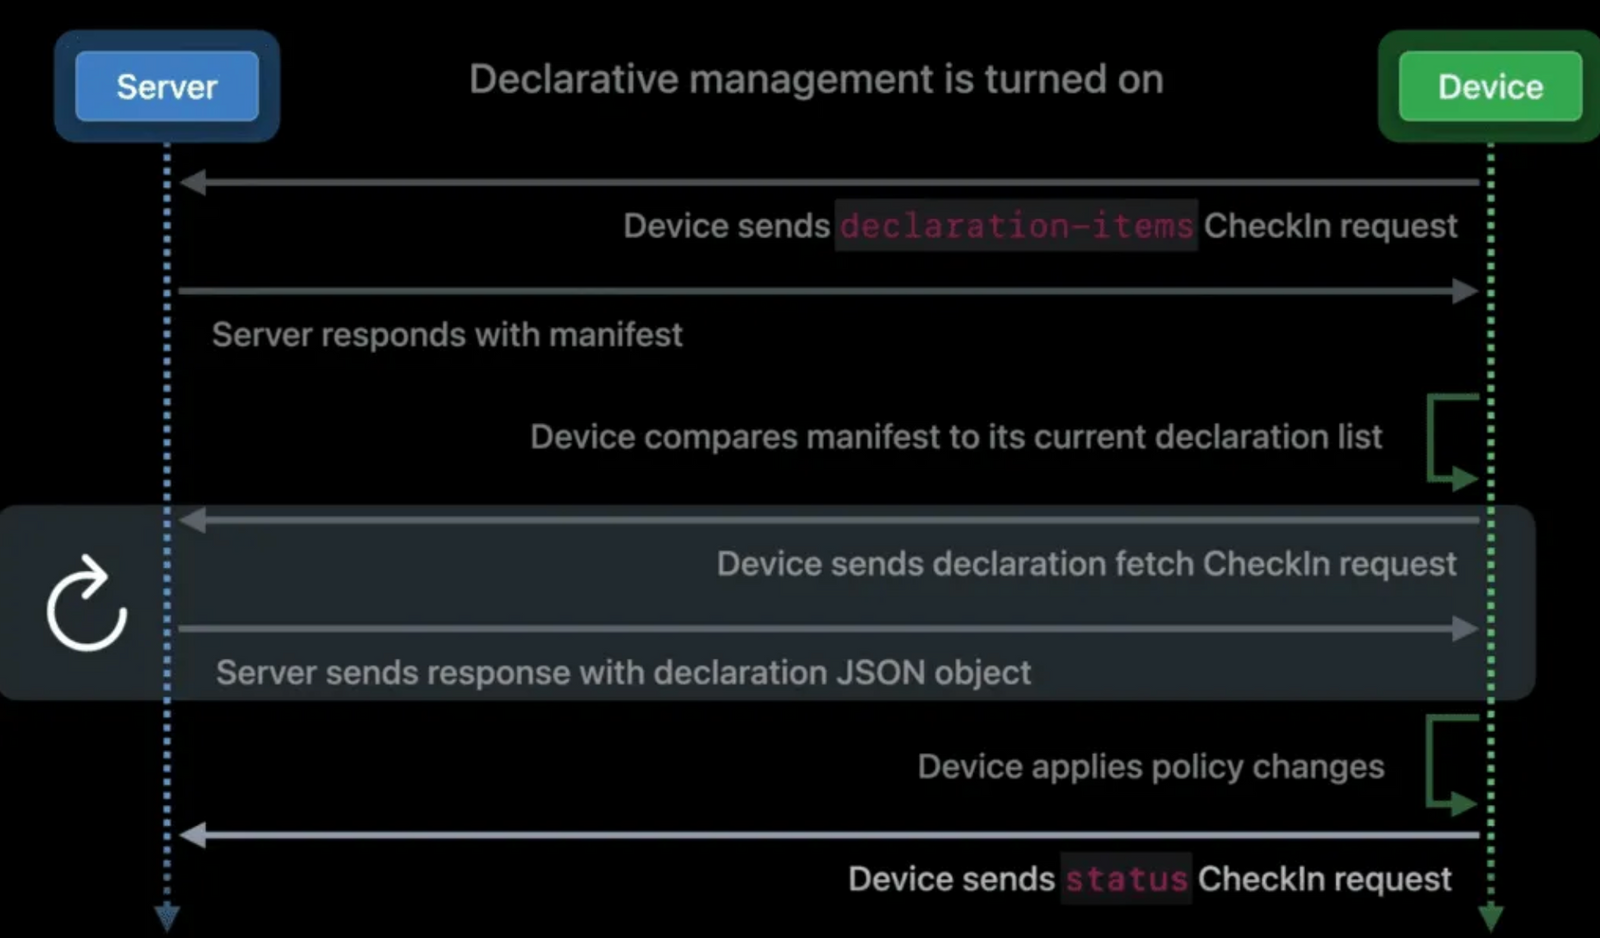 Server
Declarative management is turned on
Device
Device sends declaration-items CheckIn request
Server responds with manifest
Device compares manifest to its current declaration list
Device sends declaration fetch CheckIn request
Server sends response with declaration JSON object
Device applies policy changes
Device sends status CheckIn request